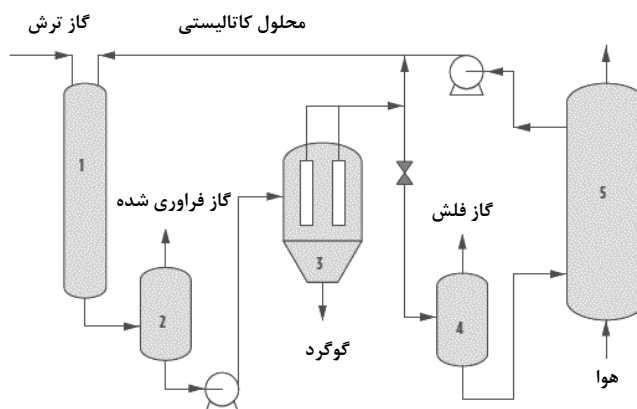 گاز ترش
محلول کاتالیستی
1
5
گاز فراوری شده
گاز فلش
3
2
4
گوگرد
هوا